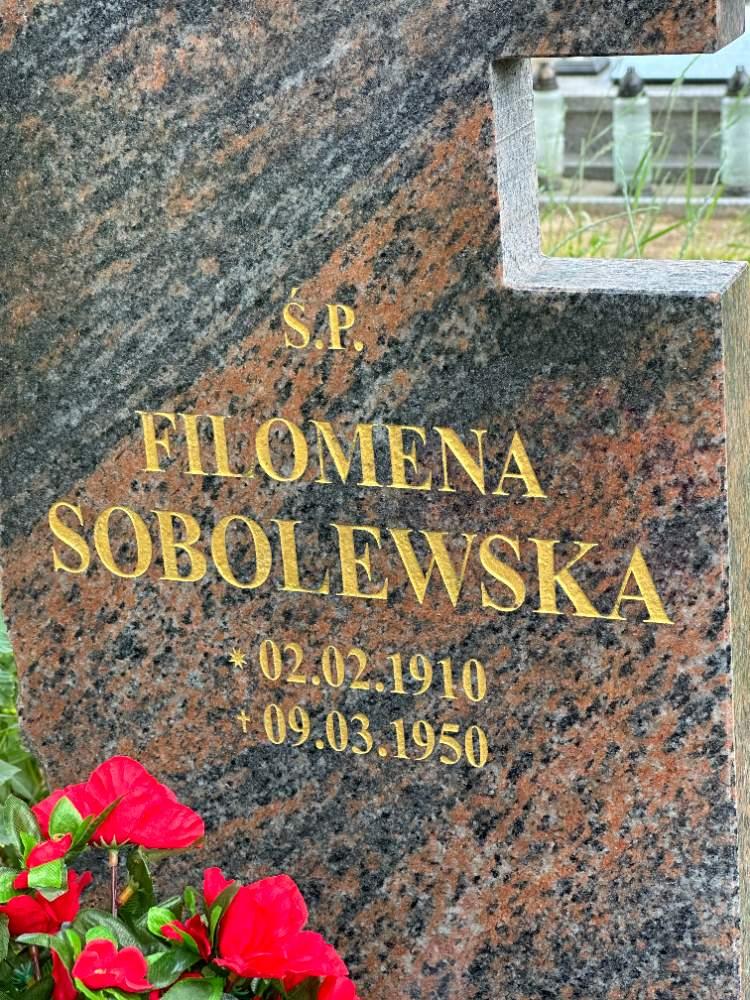 Ś.P.
FILOMENA
SOBOLEWSKA
* 02.02.1910
† 09.03.1950